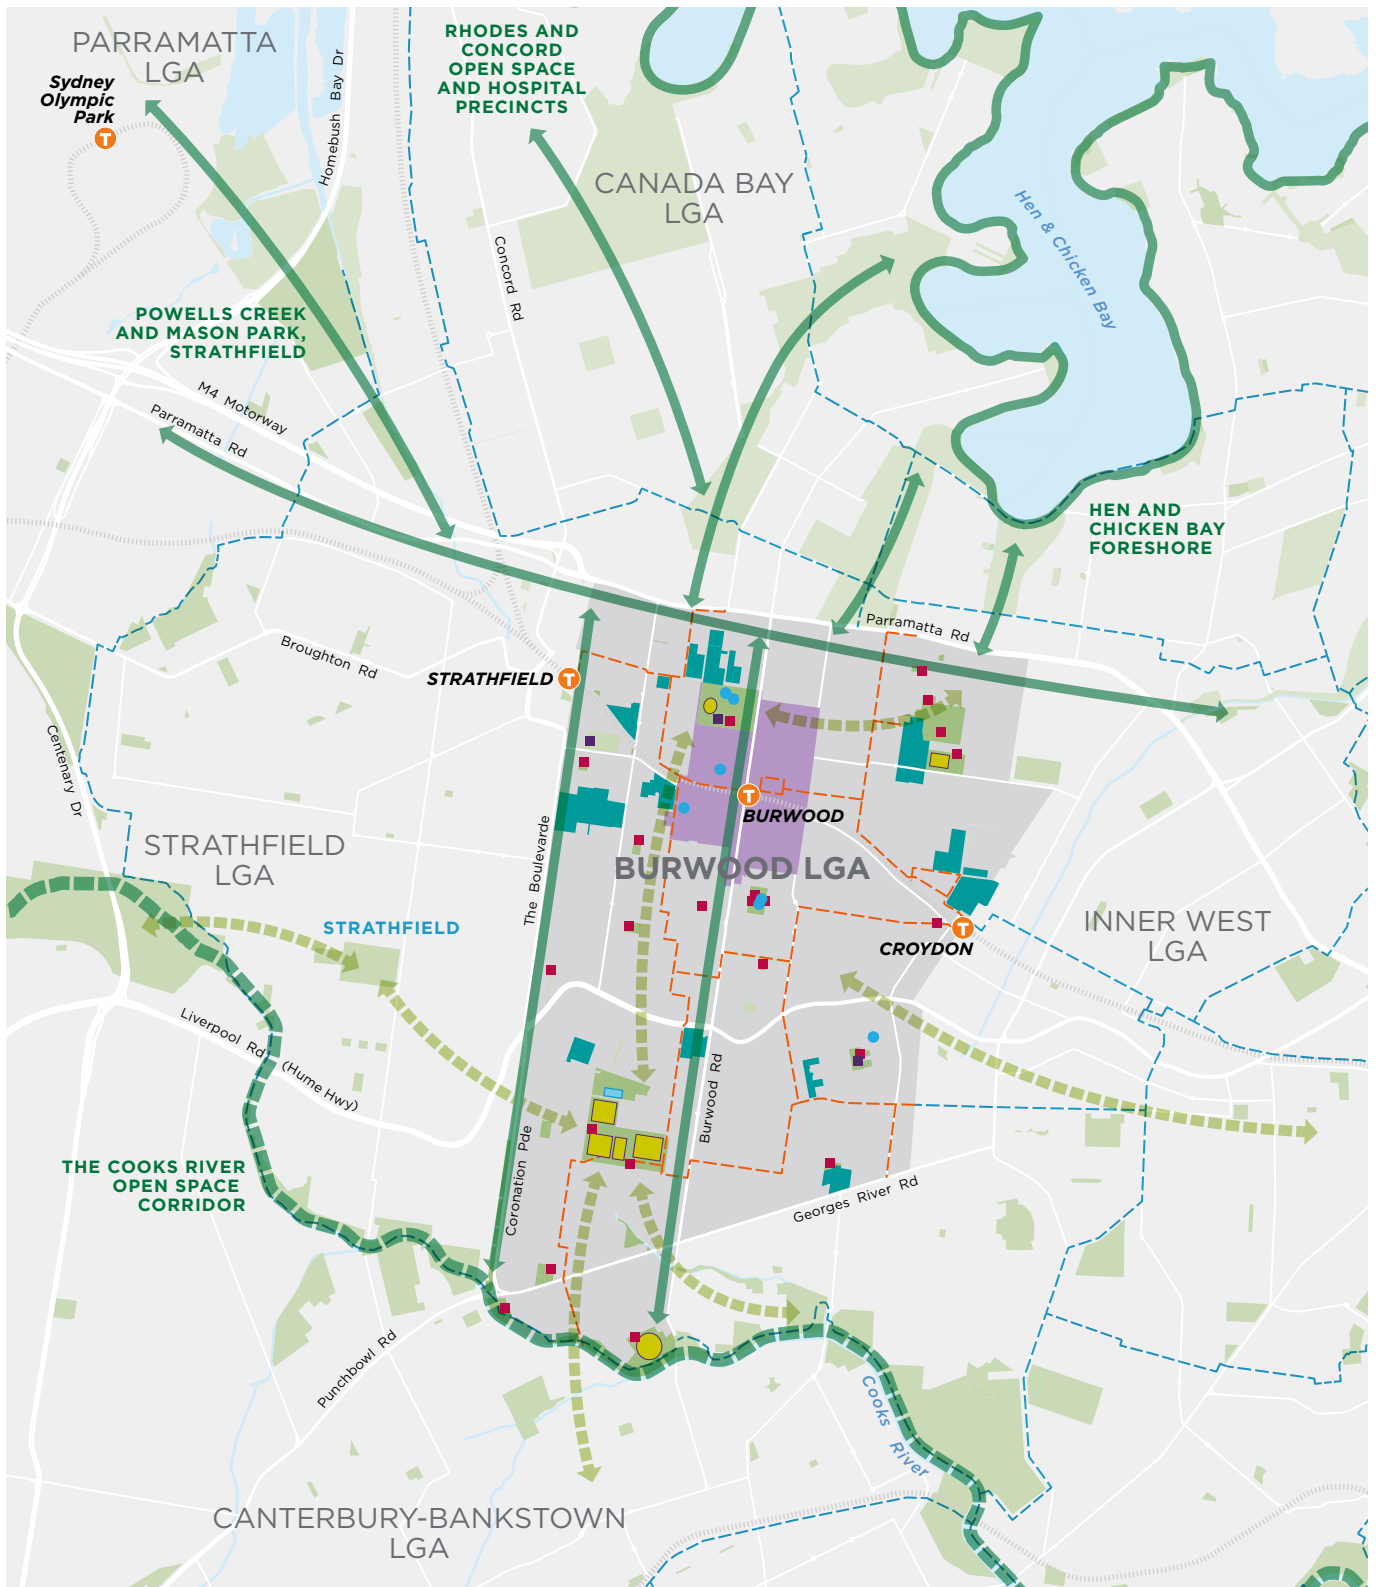 PARRAMATTA
LGA
Sydney
Olympic
Park
T
Homebush Bay Dr
RHODES AND
CONCORD
OPEN SPACE
AND HOSPITAL
PRECINCTS
CANADA BAY
LGA
Concord Rd
Hen & Chicken Bay
POWELLS CREEK
AND MASON PARK,
STRATHFIELD
M4 Motorway
Parramatta Rd
HEN AND
CHICKEN BAY
FORESHORE
Parramatta Rd
Broughton Rd
STRATHFIELD
T
Centenary Dr
T
BURWOOD
STRATHFIELD
LGA
The Boulevarde
BURWOOD LGA
STRATHFIELD
T
CROYDON
INNER WEST
LGA
Liverpool Rd
(Hume Hwy)
Burwood Rd
Coronation Pde
THE COOKS RIVER
OPEN SPACE
CORRIDOR
Georges River Rd
Punchbowl Rd
Cooks River
CANTERBURY-BANKSTOWN
LGA